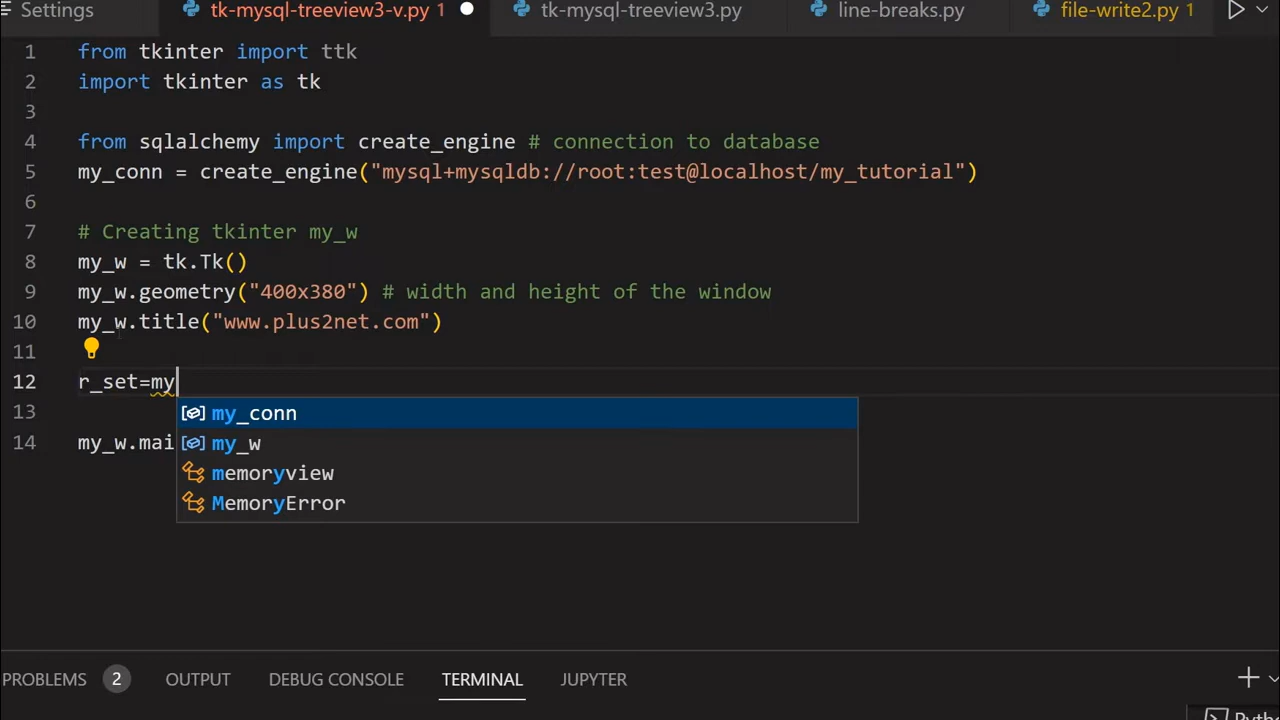 Settings tk-mysql-treeview3-v.py 1 tk-mysql-treeview3.py line-breaks.py file-write2.py 1
1 from tkinter import ttk
2 import tkinter as tk
3
4 from sqlalchemy import create_engine # connection to database
5 my_conn = create_engine("mysql+mysqldb://root:test@localhost/my_tutorial")
6
7 # Creating tkinter my_w
8 my_w = tk.Tk()
9 my_w.geometry("400x380") # width and height of the window
10 my_w.title("www.plus2net.com")
11
12 r_set=my
13 my_conn
14 my_w.mai my_w
memoryview
MemoryError
PROBLEMS 2 OUTPUT DEBUG CONSOLE TERMINAL JUPYTER